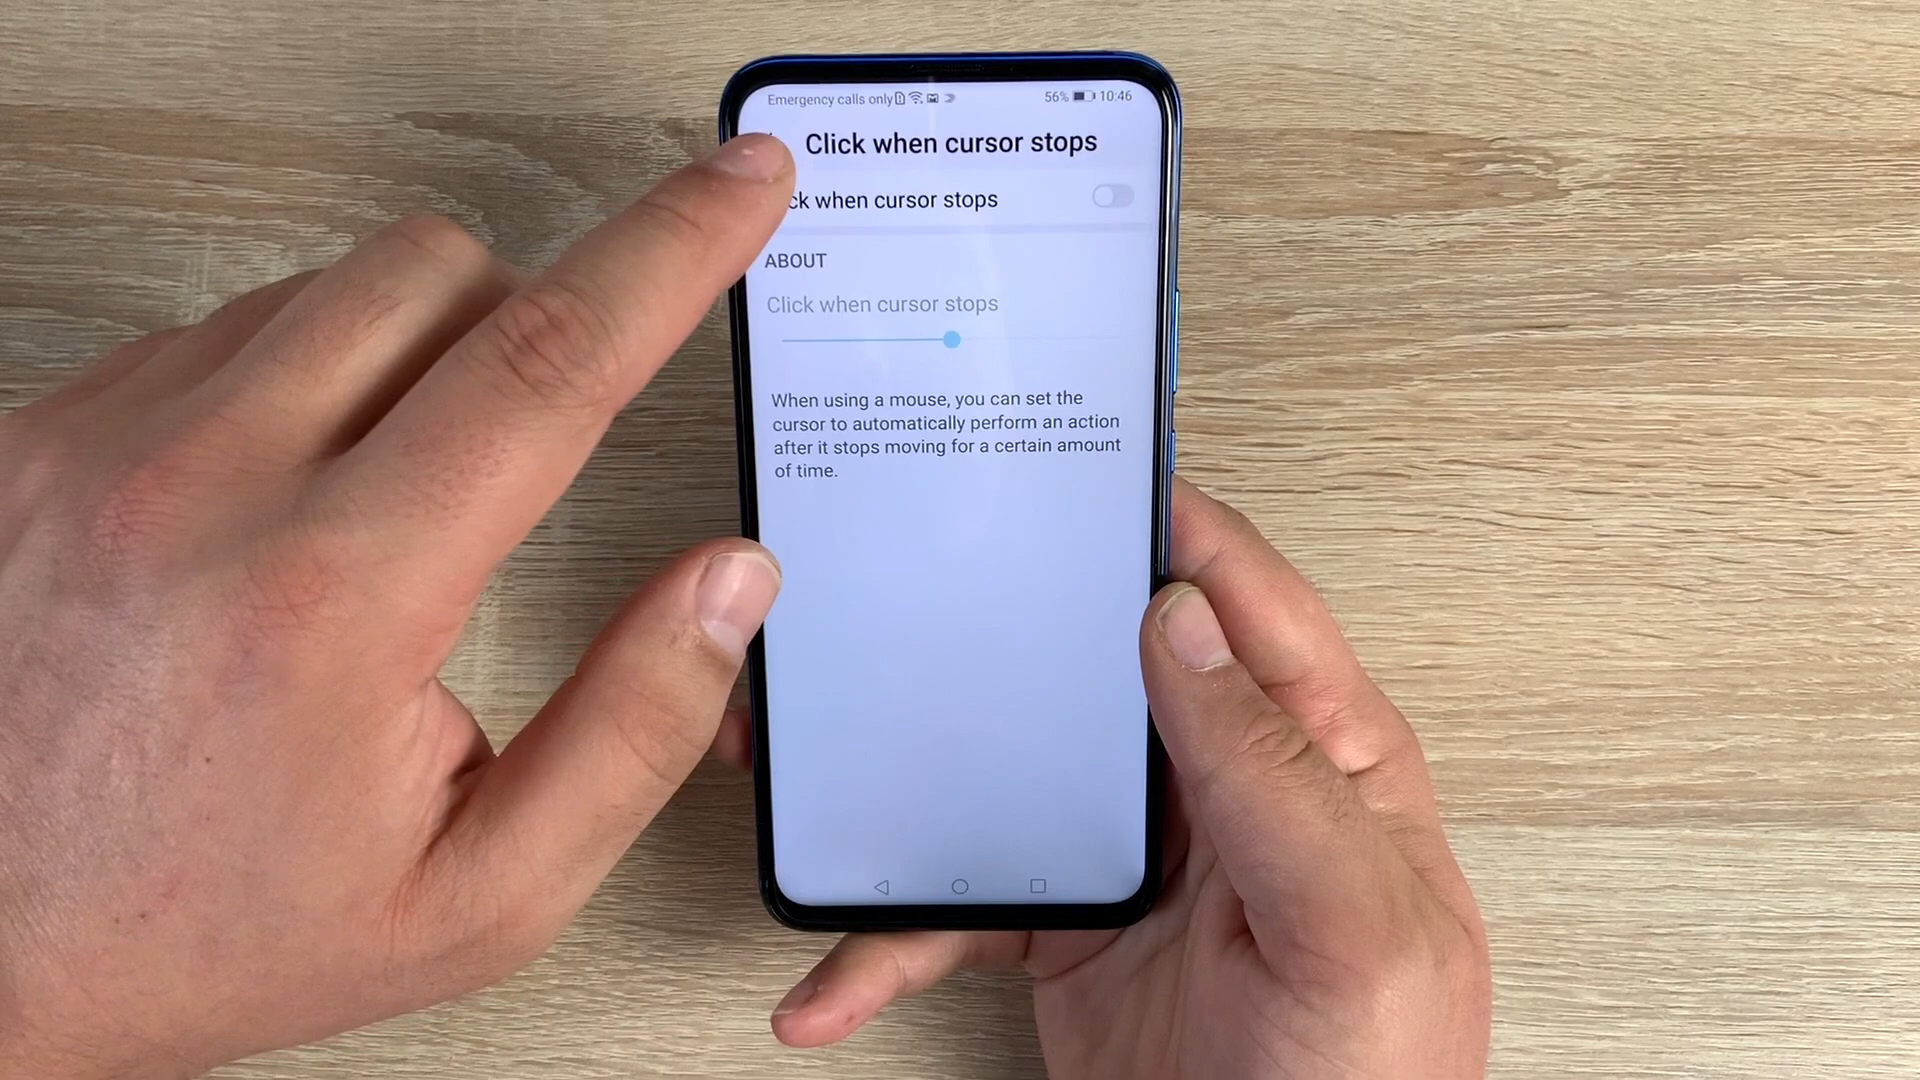 Emergency calls only
56% 10:46
Click when cursor stops
ck when cursor stops
ABOUT
Click when cursor stops
When using a mouse, you can set the
cursor to automatically perform an action
after it stops moving for a certain amount
of time.